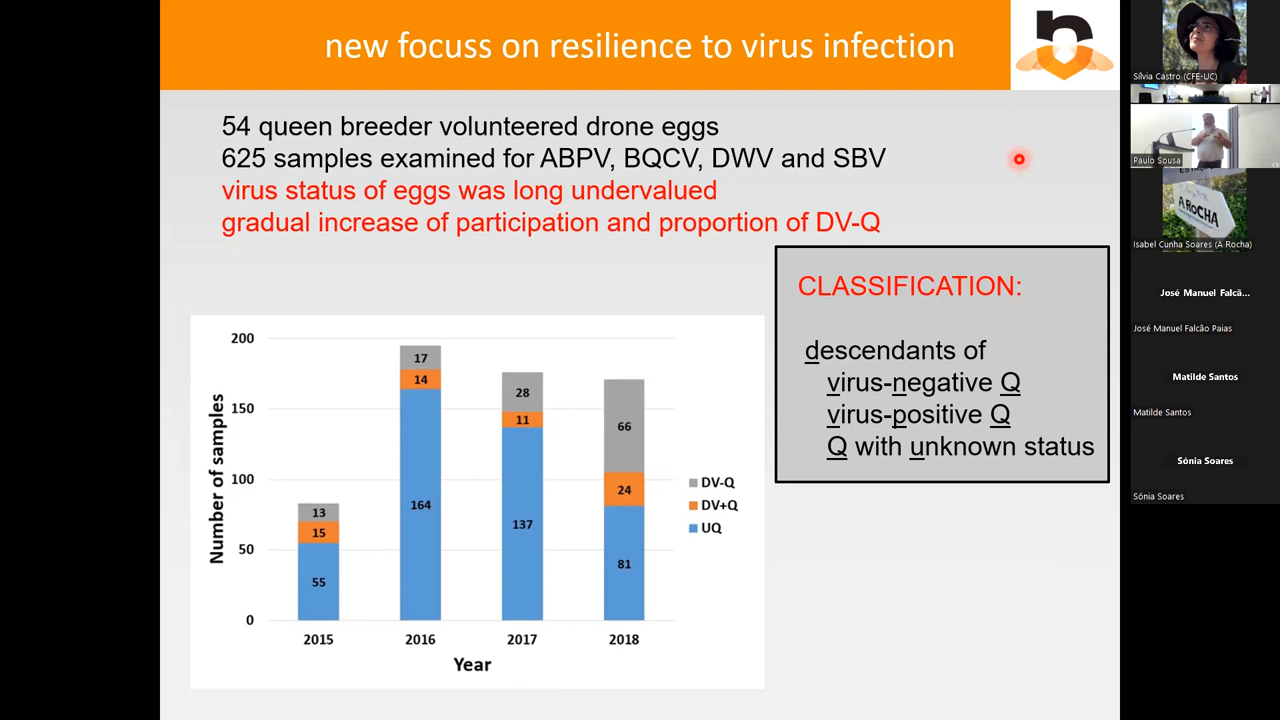 new focuss on resilience to virus infection
54 queen breeder volunteered drone eggs
625 samples examined for ABPV, BQCV, DWV and SBV
virus status of eggs was long undervalued
gradual increase of participation and proportion of DV-Q
CLASSIFICATION:
descendants of
virus-negative Q
virus-positive Q
Q with unknown status
Number of samples
200
150
100
50
0
13
15
55
17
14
164
28
11
137
66
24
81
2015 2016 2017 2018
Year
DV-Q
DV+Q
UQ
Sílvia Castro (CFE-UC)
Paulo Sousa
A ROCHA
Isabel Cunha Soares (A Rocha)
José Manuel Falcã...
José Manuel Falcão Paias
Matilde Santos
Matilde Santos
Sónia Soares
Sónia Soares